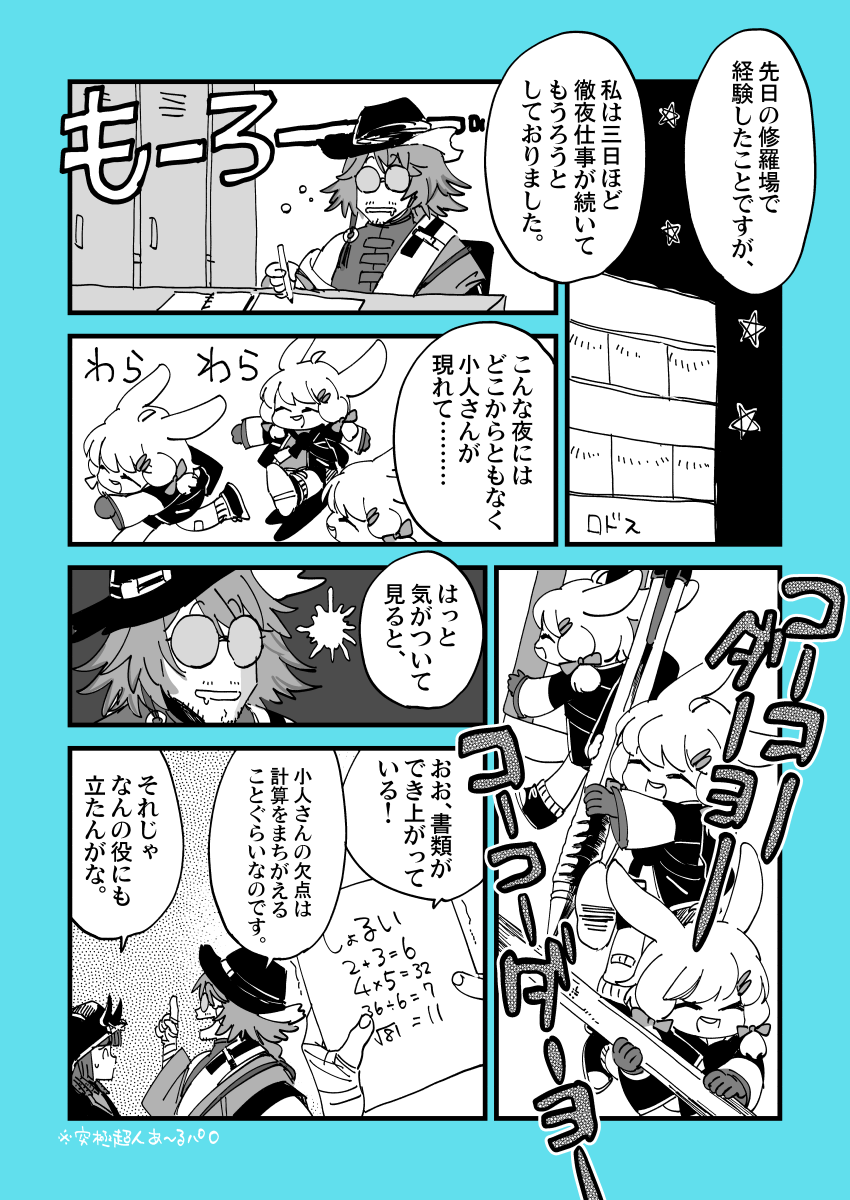 先日の修羅場で
経験したことですが、
私は三日ほど
徹夜仕事が続いて
もうろうと
しておりました。
もーろー
ロドス
こんな夜には
どこからともなく
小人さんが
現れて………
わら
わら
コーコー
ダーヨー
コーコー
コーコーダーヨー
はっと
気がついて
見ると、
おお、書類が
でき上がって
いる!
しょるい
2+3=6
4×5=32
36÷6=7
√81=11
小人さんの欠点は
計算をまちがえる
ことぐらいなのです。
それじゃ
なんの役にも
立たんがな。
※究極超人あ〜るパロ